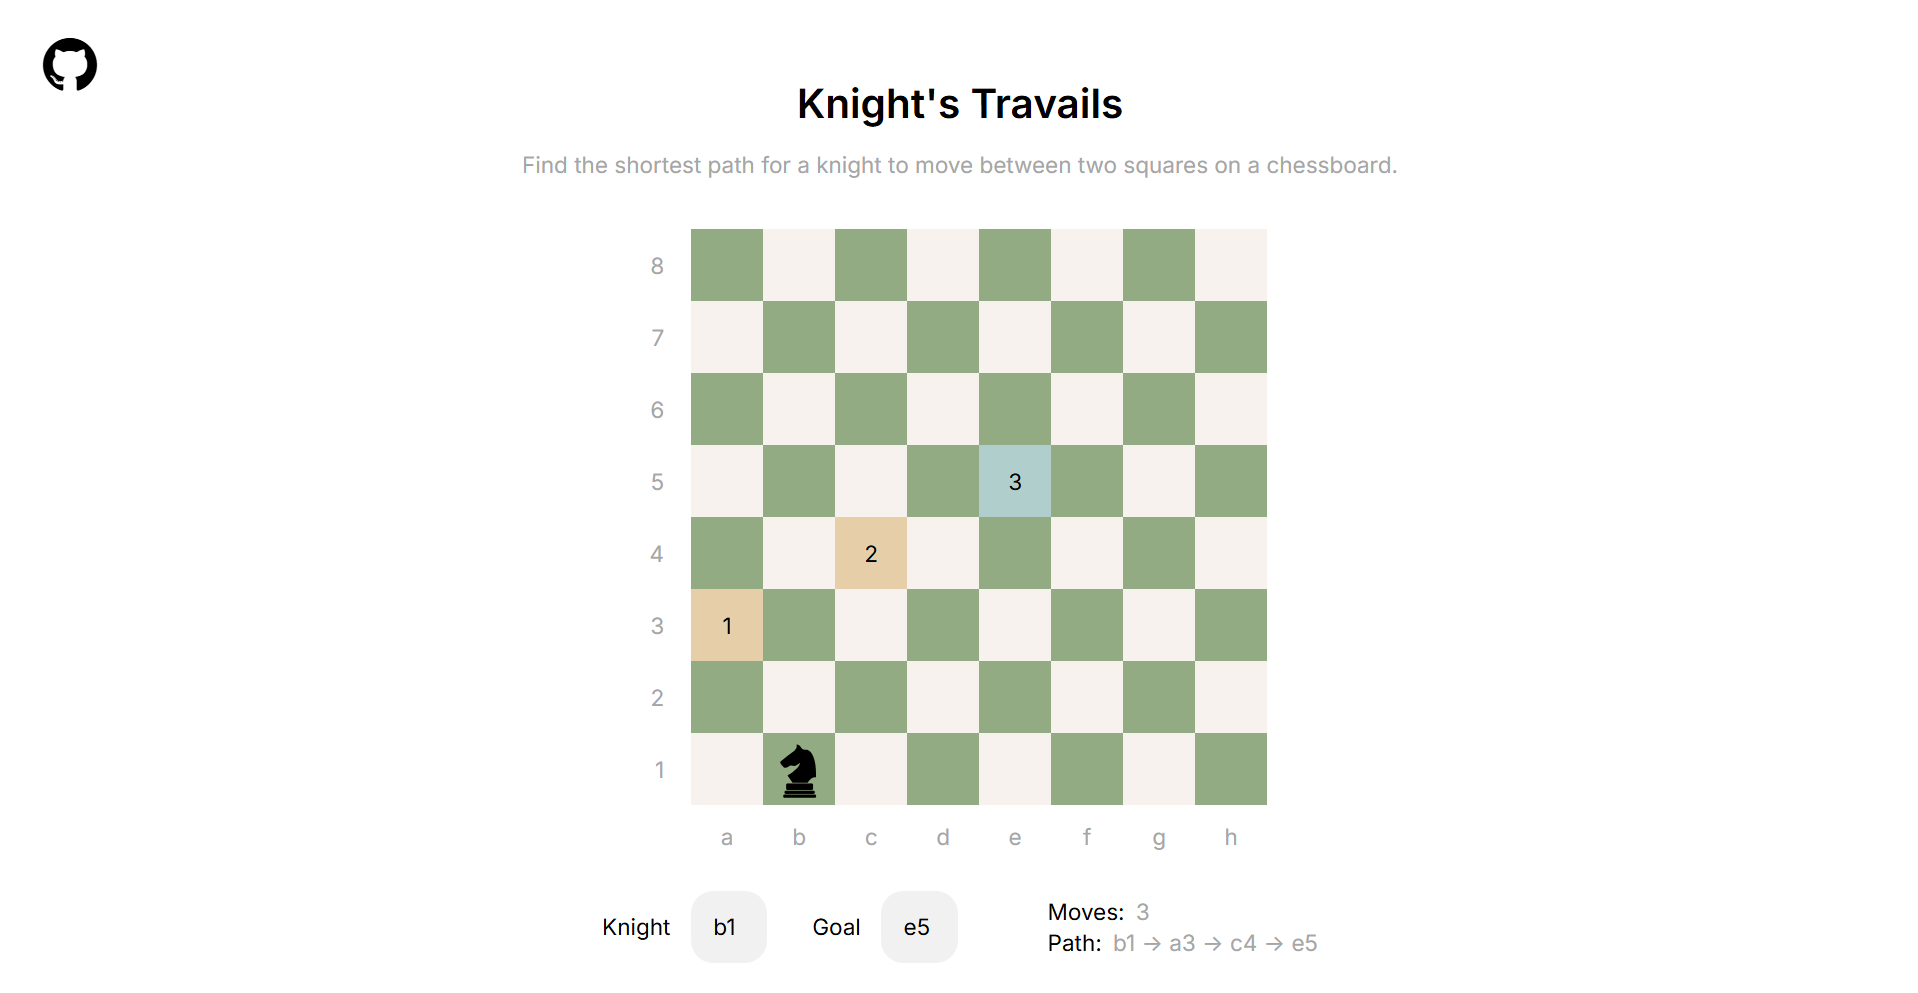 Knight's Travails
Find the shortest path for a knight to move between two squares on a chessboard.
8
7
6
5 3
4 2
3 1
2
1
a b c d e f g h
Knight b1 Goal e5
Moves: 3
Path: b1 → a3 → c4 → e5